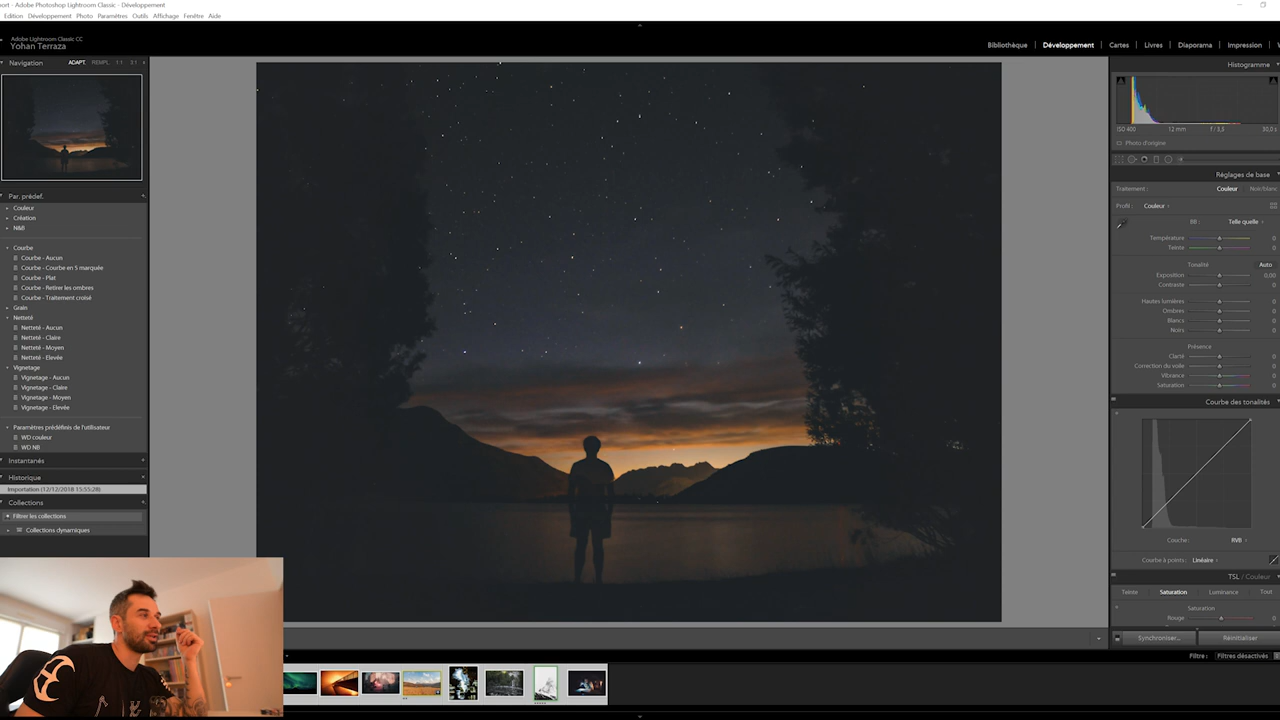 ort - Adobe Photoshop Lightroom Classic - Développement
Edition Développement Photo Paramètres Outils Affichage Fenêtre Aide
Adobe Lightroom Classic CC
Yohan Terraza
Bibliothèque | Développement | Cartes | Livres | Diaporama | Impression |
Navigation ADAPT. REMPL. 1:1 3:1
Par. prédef.
Couleur
Création
N&B
Courbe
Courbe - Aucun
Courbe - Courbe en S marquée
Courbe - Plat
Courbe - Retirer les ombres
Courbe - Traitement croisé
Grain
Netteté
Netteté - Aucun
Netteté - Claire
Netteté - Moyen
Netteté - Elevée
Vignetage
Vignetage - Aucun
Vignetage - Claire
Vignetage - Moyen
Vignetage - Elevée
Paramètres prédéfinis de l'utilisateur
WD couleur
WD NB
Instantanés
Historique
Importation (12/12/2018 15:55:28)
Collections
Filtrer les collections
Collections dynamiques
Histogramme
ISO 400 12 mm f / 3,3 30,0 s
Photo d'origine
Réglages de base
Traitement : Couleur Noir/blanc
Profil : Couleur
BB : Telle quelle
Température 0
Teinte 0
Tonalité Auto
Exposition 0,00
Contraste 0
Hautes lumières 0
Ombres 0
Blancs 0
Noirs 0
Présence
Clarté 0
Correction du voile 0
Vibrance 0
Saturation 0
Courbe des tonalités
Couche : RVB
Courbe à points : Linéaire
TSL / Couleur
Teinte Saturation Luminance Tout
Saturation
Rouge 0
Synchroniser... Réinitialiser
Filtre : Filtres désactivés